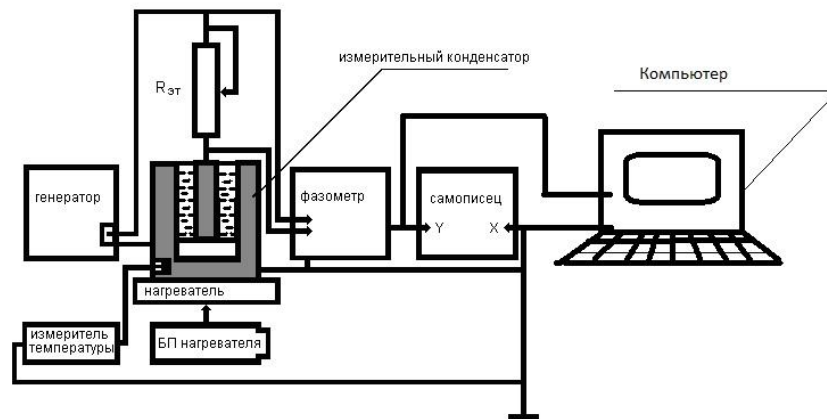 измерительный конденсатор
Компьютер
Rэт
генератор
фазометр
самописец
Y
X
нагреватель
измеритель
температуры
БП нагревателя